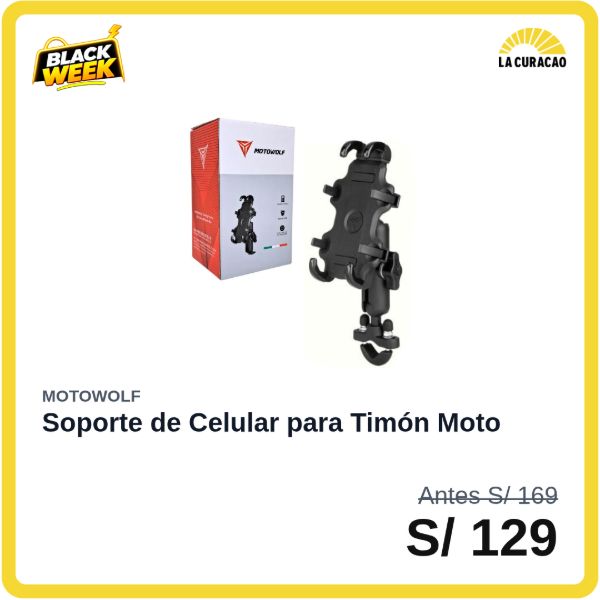 BLACK
WEEK
LA CURACAO
MOTOWOLF
MOTOWOLF
Soporte de Celular para Timón Moto
Antes S/ 169
S/ 129